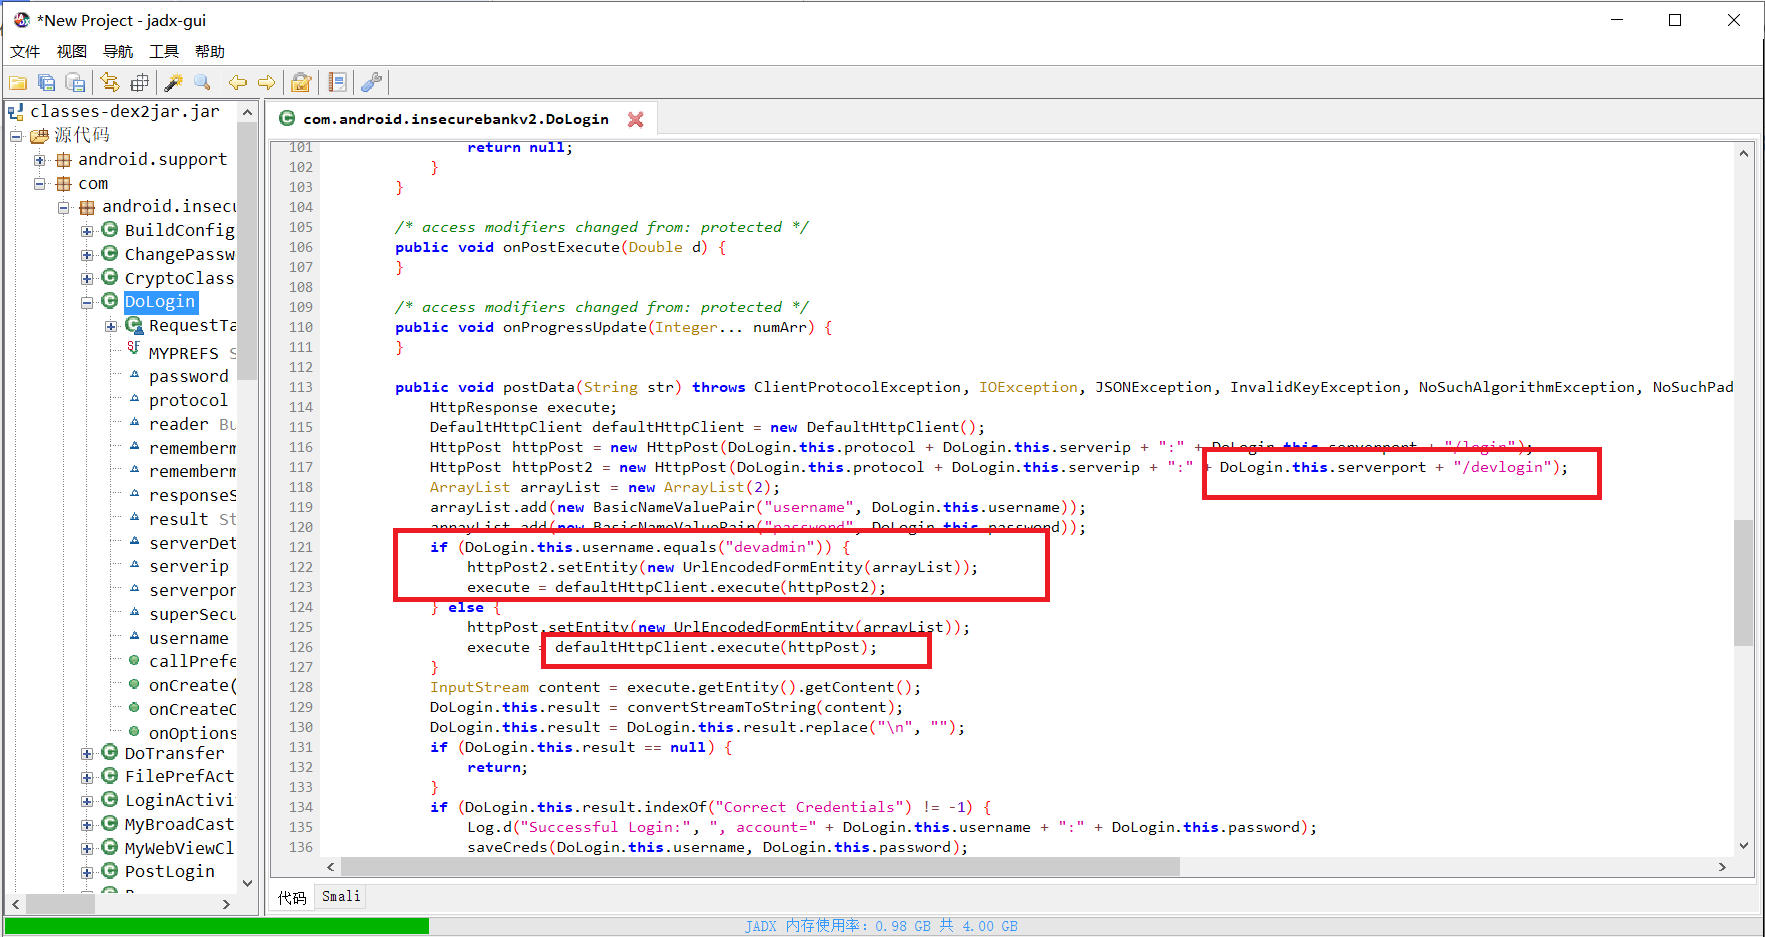 *New Project - jadx-gui
文件 视图 导航 工具 帮助
classes-dex2jar.jar
源代码
android.support
com
android.insecu
BuildConfig
ChangePassw
CryptoClass
DoLogin
RequestTa
MYPREFS S
password
protocol
reader Bu
rememberm
rememberm
responseS
result St
serverDet
serverip
serverpor
superSecu
username
callPrefe
onCreate(
onCreateO
onOptions
DoTransfer
FilePrefAct
LoginActivi
MyBroadCast
MyWebViewCl
PostLogin
com.android.insecurebankv2.DoLogin
101 return null;
102 }
103 }
104
105 /* access modifiers changed from: protected */
106 public void onPostExecute(Double d) {
107 }
108
109 /* access modifiers changed from: protected */
110 public void onProgressUpdate(Integer... numArr) {
111 }
112
113 public void postData(String str) throws ClientProtocolException, IOException, JSONException, InvalidKeyException, NoSuchAlgorithmException, NoSuchPad
114 HttpResponse execute;
115 DefaultHttpClient defaultHttpClient = new DefaultHttpClient();
116 HttpPost httpPost = new HttpPost(DoLogin.this.protocol + DoLogin.this.serverip + ":" + DoLogin.this.serverport + "/login");
117 HttpPost httpPost2 = new HttpPost(DoLogin.this.protocol + DoLogin.this.serverip + ":" + DoLogin.this.serverport + "/devlogin");
118 ArrayList arrayList = new ArrayList(2);
119 arrayList.add(new BasicNameValuePair("username", DoLogin.this.username));
120 arrayList.add(new BasicNameValuePair("password", DoLogin.this.password));
121 if (DoLogin.this.username.equals("devadmin")) {
122 httpPost2.setEntity(new UrlEncodedFormEntity(arrayList));
123 execute = defaultHttpClient.execute(httpPost2);
124 } else {
125 httpPost.setEntity(new UrlEncodedFormEntity(arrayList));
126 execute = defaultHttpClient.execute(httpPost);
127 }
128 InputStream content = execute.getEntity().getContent();
129 DoLogin.this.result = convertStreamToString(content);
130 DoLogin.this.result = DoLogin.this.result.replace("\n", "");
131 if (DoLogin.this.result == null) {
132 return;
133 }
134 if (DoLogin.this.result.indexOf("Correct Credentials") != -1) {
135 Log.d("Successful Login:", ", account=" + DoLogin.this.username + ":" + DoLogin.this.password);
136 saveCreds(DoLogin.this.username, DoLogin.this.password);
代码 Smali
JADX 内存使用率: 0.98 GB 共 4.00 GB